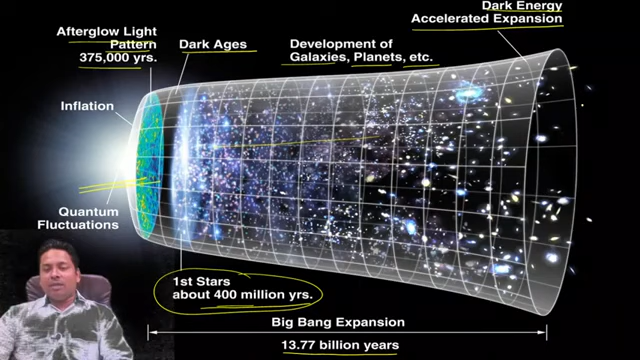 Dark Energy
Accelerated Expansion
Afterglow Light
Pattern
375,000 yrs.
Dark Ages
Development of
Galaxies, Planets, etc.
Inflation
Quantum
Fluctuations
1st Stars
about 400 million yrs.
Big Bang Expansion
13.77 billion years